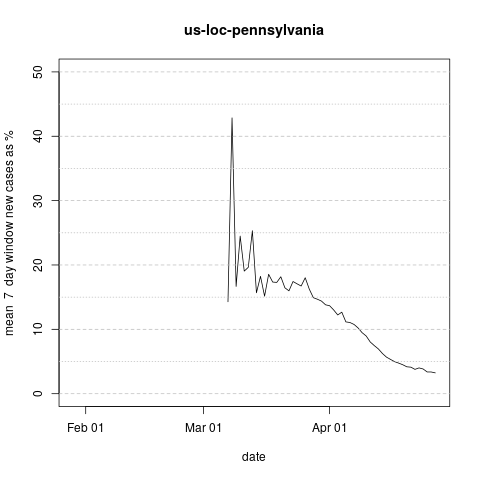 us-loc-pennsylvania
mean  7  day window new cases as %
50
40
30
20
10
0
Feb 01
Mar 01
Apr 01
date